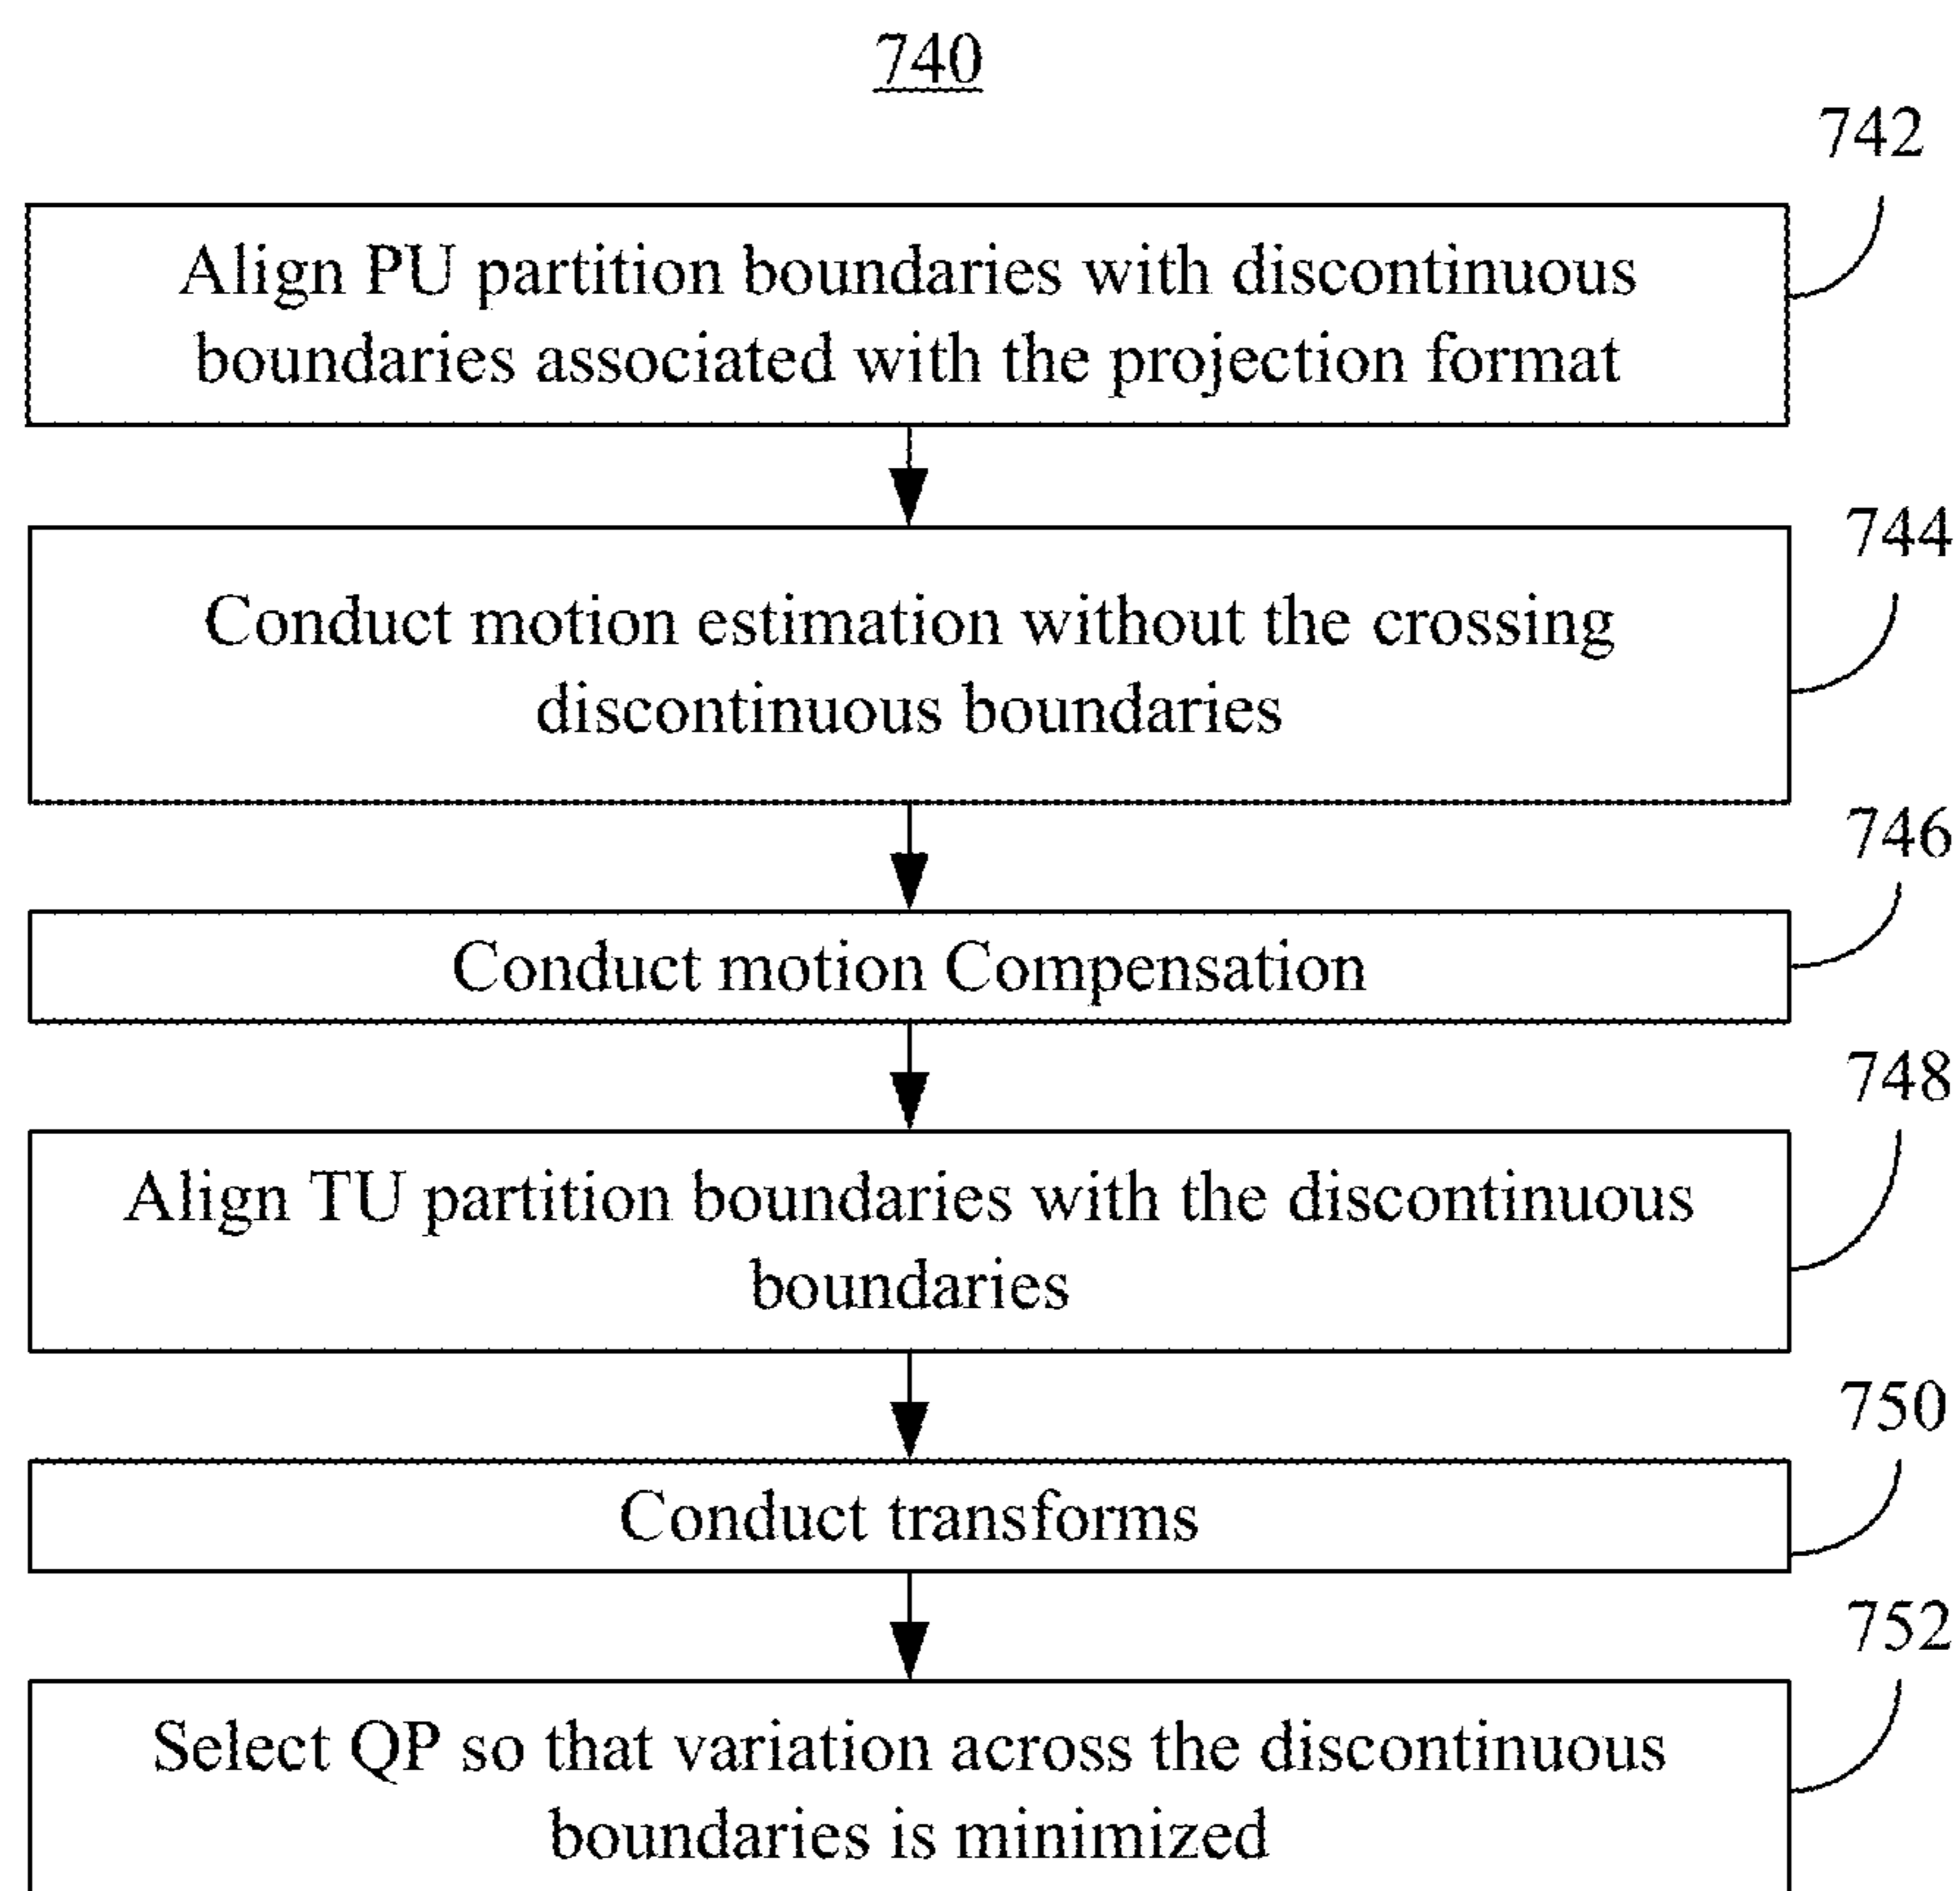 740
742
Align PU partition boundaries with discontinuous
boundaries associated with the projection format
744
Conduct motion estimation without the crossing
discontinuous boundaries
746
Conduct motion Compensation
748
Align TU partition boundaries with the discontinuous
boundaries
750
Conduct transforms
752
Select QP so that variation across the discontinuous
boundaries is minimized